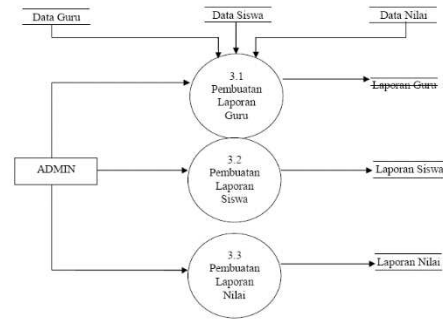 Data Guru
Data Siswa
Data Nilai
3.1
Pembuatan
Laporan
Guru
Laporan Guru
ADMIN
3.2
Pembuatan
Laporan
Siswa
Laporan Siswa
3.3
Pembuatan
Laporan
Nilai
Laporan Nilai